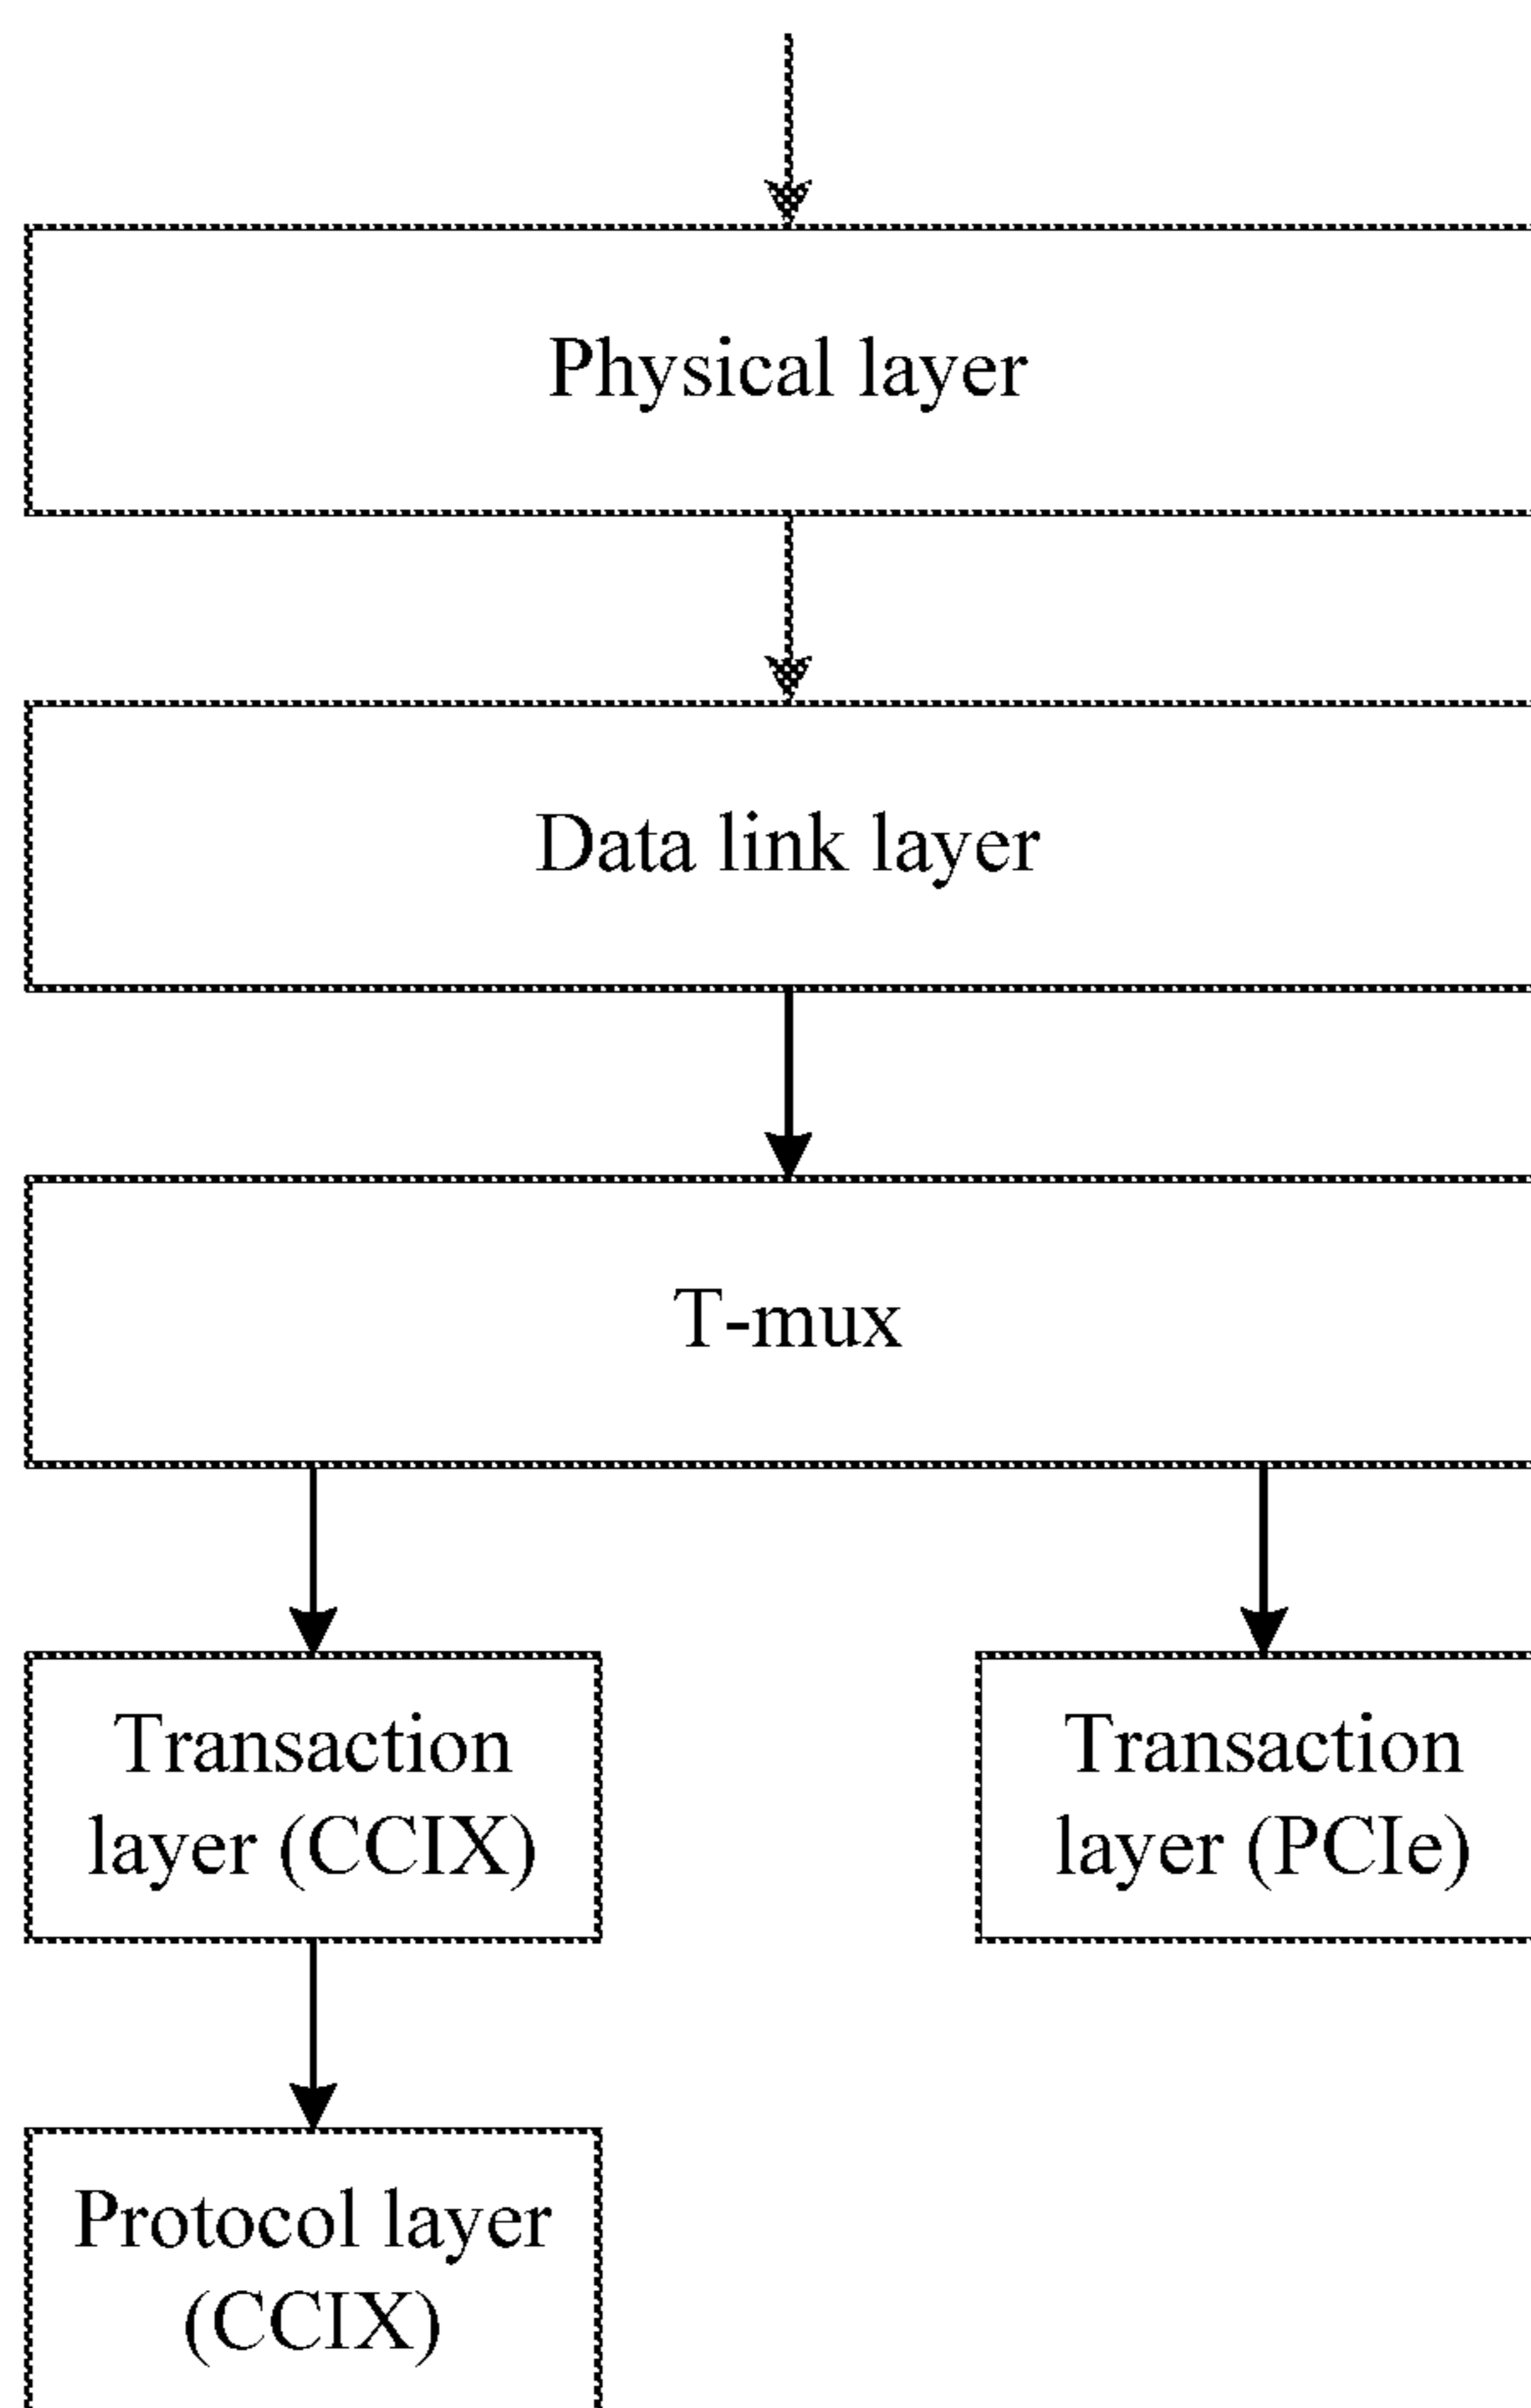 Physical layer
Data link layer
T-mux
Transaction
layer (CCIX)
Transaction
layer (PCIe)
Protocol layer
(CCIX)